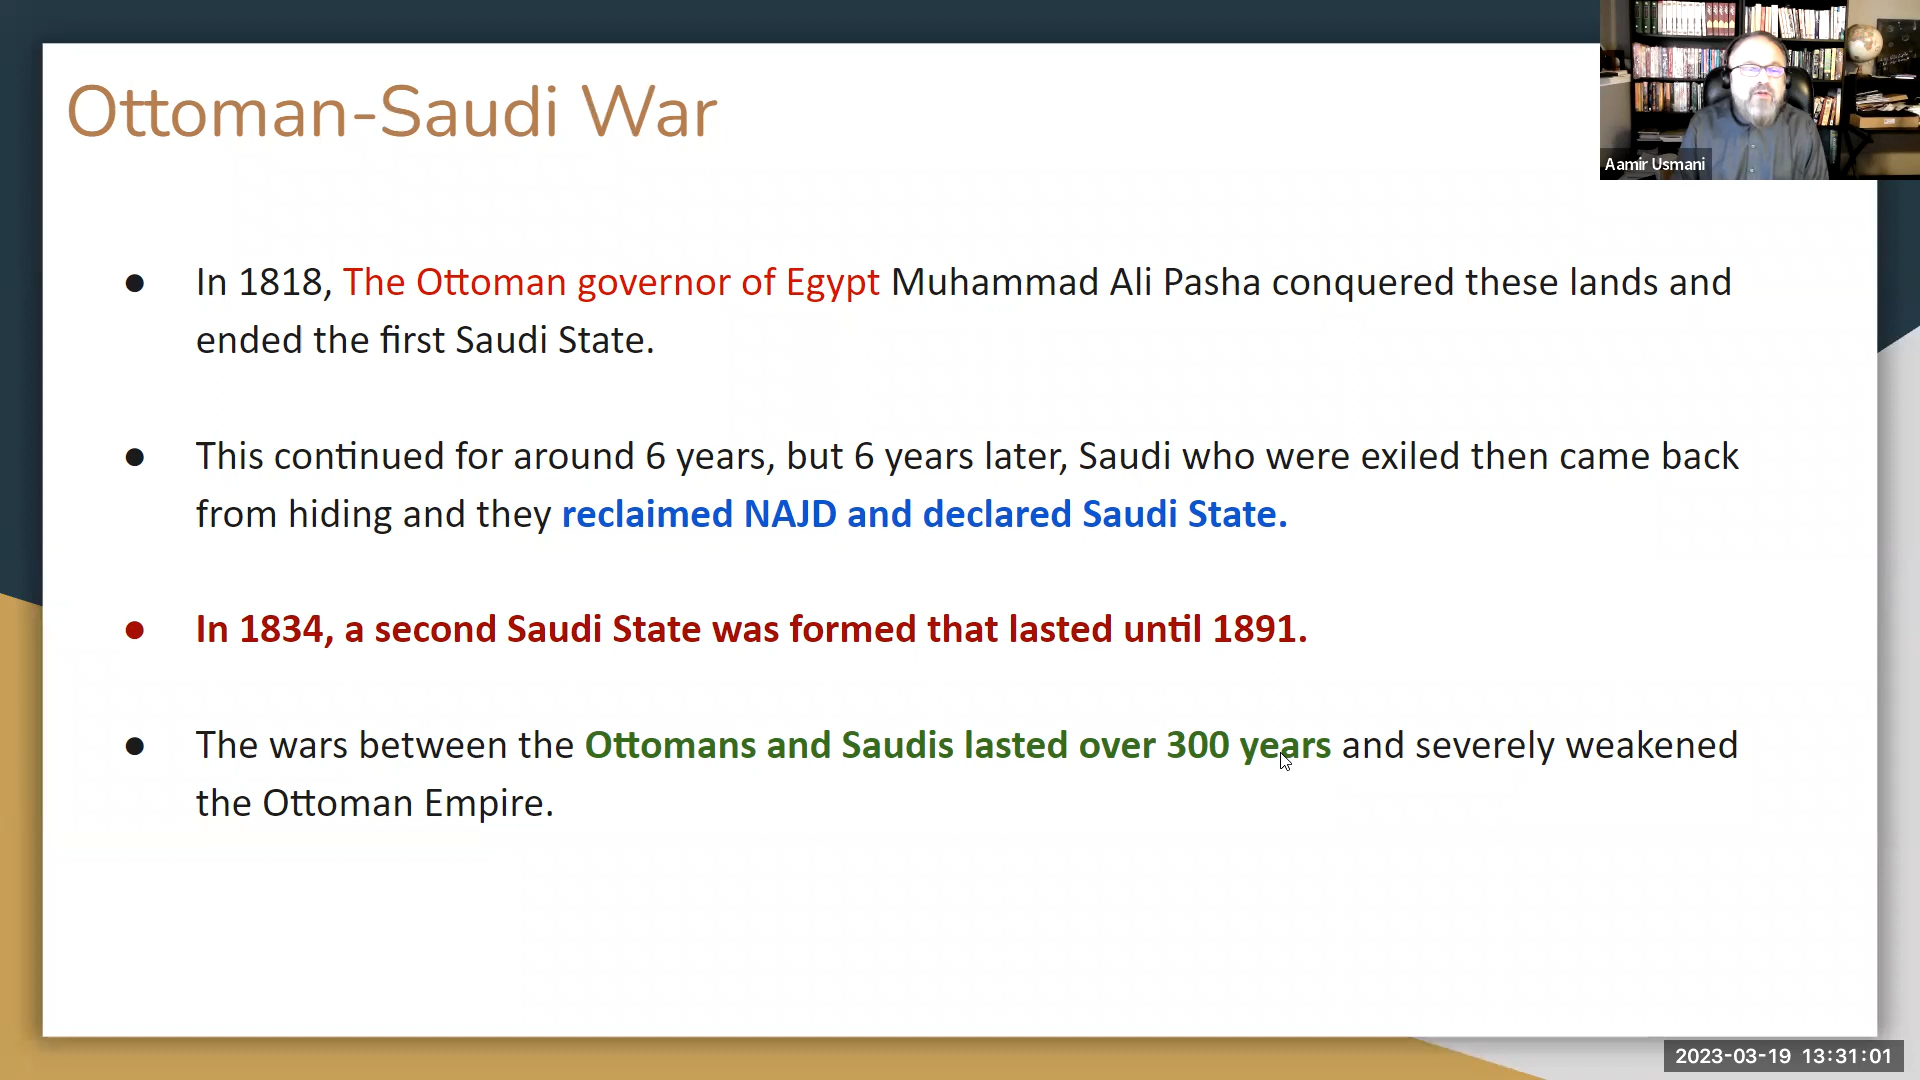 Ottoman-Saudi War
Aamir Usmani
● In 1818, The Ottoman governor of Egypt Muhammad Ali Pasha conquered these lands and
ended the first Saudi State.
● This continued for around 6 years, but 6 years later, Saudi who were exiled then came back
from hiding and they reclaimed NAJD and declared Saudi State.
● In 1834, a second Saudi State was formed that lasted until 1891.
● The wars between the Ottomans and Saudis lasted over 300 years and severely weakened
the Ottoman Empire.
2023-03-19 13:31:01